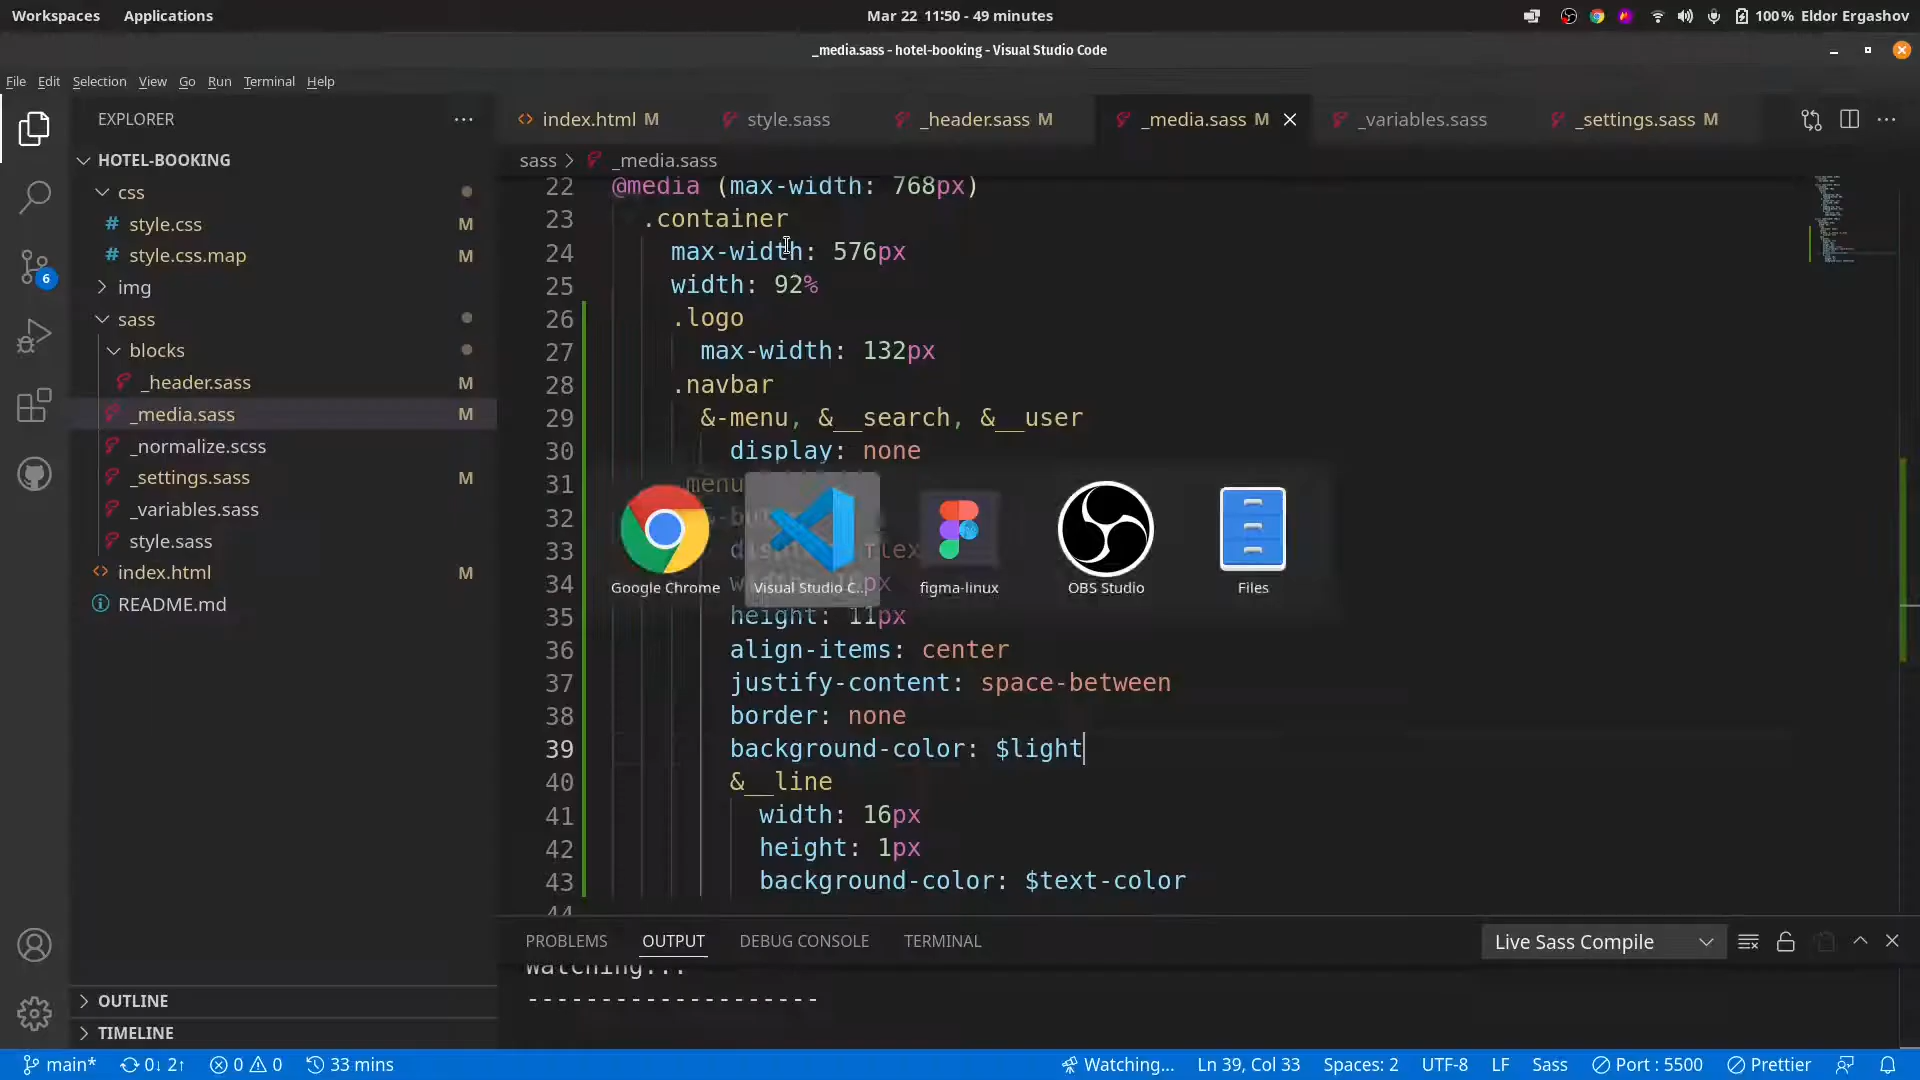 Workspaces Applications Mar 22 11:50 - 49 minutes 100% Eldor Ergashov
_media.sass - hotel-booking - Visual Studio Code
File Edit Selection View Go Run Terminal Help
EXPLORER
HOTEL-BOOKING
css
style.css M
style.css.map M
img
sass
blocks
_header.sass M
_media.sass M
_normalize.scss
_settings.sass M
_variables.sass
style.sass
index.html M
README.md
OUTLINE
TIMELINE
6
index.html M style.sass _header.sass M _media.sass M _variables.sass _settings.sass M
sass > _media.sass
22 @media (max-width: 768px)
23 .container
24 max-width: 576px
25 width: 92%
26 .logo
27 max-width: 132px
28 .navbar
29 &-menu, &__search, &__user
30 display: none
31 menu
32
33 flex
34 px
35 height: 11px
36 align-items: center
37 justify-content: space-between
38 border: none
39 background-color: $light
40 &__line
41 width: 16px
42 height: 1px
43 background-color: $text-color
44
Google Chrome Visual Studio C... figma-linux OBS Studio Files
PROBLEMS OUTPUT DEBUG CONSOLE TERMINAL Live Sass Compile
Watching...
--------------------
main* 0↓ 2↑ 0 0 33 mins Watching... Ln 39, Col 33 Spaces: 2 UTF-8 LF Sass Port : 5500 Prettier